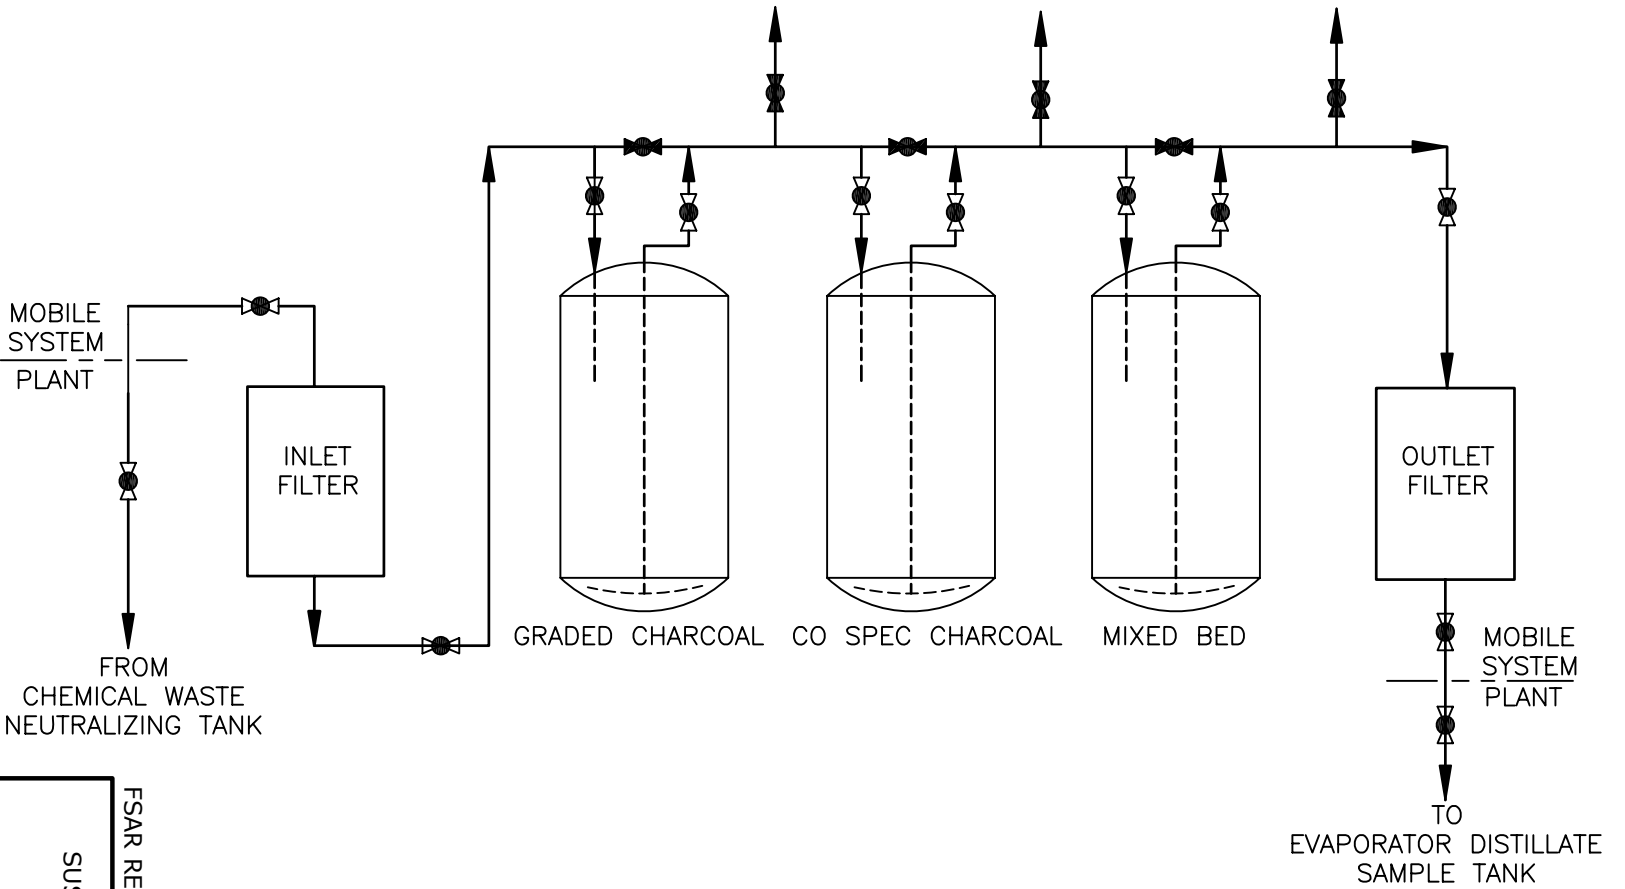 MOBILE
SYSTEM
PLANT
INLET
FILTER
OUTLET
FILTER
GRADED CHARCOAL
CO SPEC CHARCOAL
MIXED BED
MOBILE
SYSTEM
PLANT
FROM
CHEMICAL WASTE
NEUTRALIZING TANK
TO
EVAPORATOR DISTILLATE
SAMPLE TANK
FSAR RE
SUS